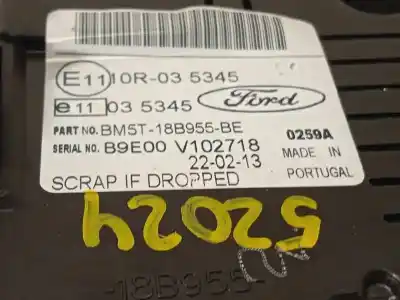 E11 10R-03 5345
e11 03 5345
Ford
PART NO. BM5T-18B955-BE
0259A
SERIAL NO. B9E00 V102718
22-02-13
MADE IN
PORTUGAL
SCRAP IF DROPPED
52024
-18B955-